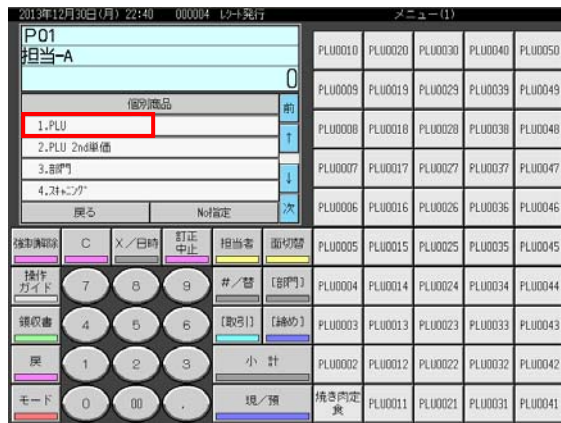 2013年12月30日(月) 22:40 000004 レシート発行 メニュー(1)
P01
担当-A
0
個別商品
1.PLU
2.PLU 2nd単価
3.部門
4.スキャニング
戻る No指定
前
↑
↓
次
強制解除 C X/日時 訂正中止 担当者 面切替
操作ガイド 7 8 9 #/替 [部門]
領収書 4 5 6 [取引] [締め]
戻 1 2 3 小 計
モード 0 00 . 現/預
PLU0010 PLU0020 PLU0030 PLU0040 PLU0050
PLU0009 PLU0019 PLU0029 PLU0039 PLU0049
PLU0008 PLU0018 PLU0028 PLU0038 PLU0048
PLU0007 PLU0017 PLU0027 PLU0037 PLU0047
PLU0006 PLU0016 PLU0026 PLU0036 PLU0046
PLU0005 PLU0015 PLU0025 PLU0035 PLU0045
PLU0004 PLU0014 PLU0024 PLU0034 PLU0044
PLU0003 PLU0013 PLU0023 PLU0033 PLU0043
PLU0002 PLU0012 PLU0022 PLU0032 PLU0042
焼き肉定食 PLU0011 PLU0021 PLU0031 PLU0041